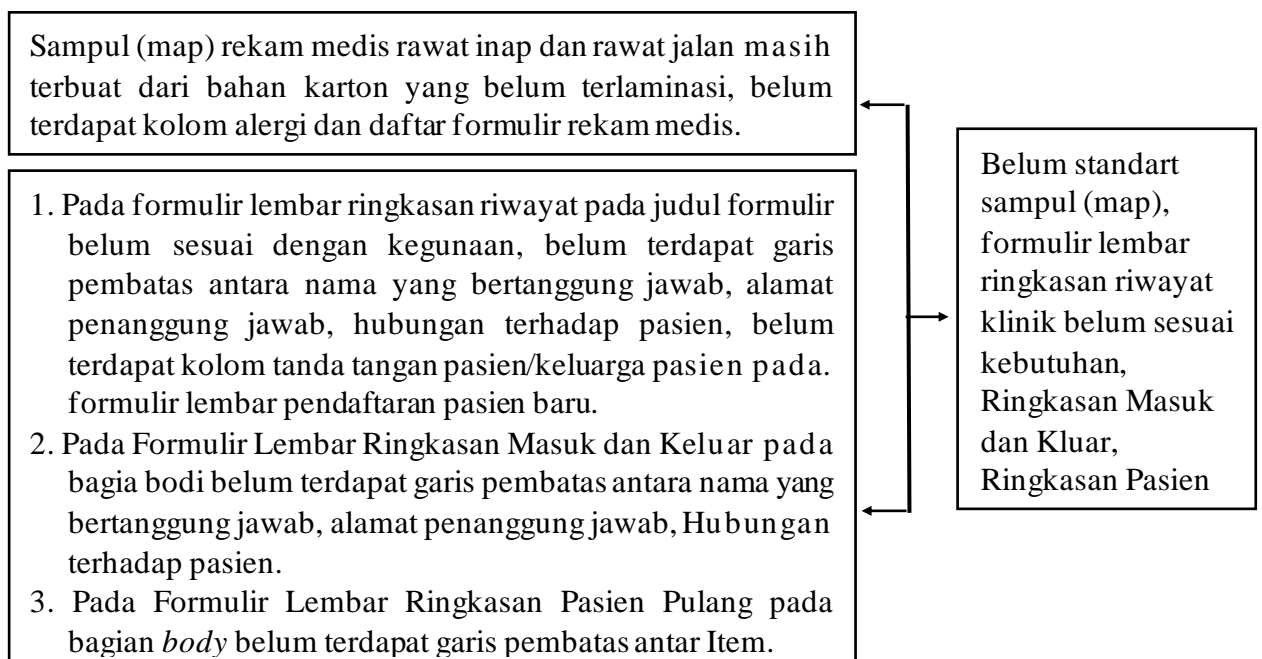 Sampul (map) rekam medis rawat inap dan rawat jalan masih
terbuat dari bahan karton yang belum terlaminasi, belum
terdapat kolom alergi dan daftar formulir rekam medis.
1. Pada formulir lembar ringkasan riwayat pada judul formulir
belum sesuai dengan kegunaan, belum terdapat garis
pembatas antara nama yang bertanggung jawab, alamat
penanggung jawab, hubungan terhadap pasien, belum
terdapat kolom tanda tangan pasien/keluarga pasien pada.
formulir lembar pendaftaran pasien baru.
2. Pada Formulir Lembar Ringkasan Masuk dan Keluar pada
bagia bodi belum terdapat garis pembatas antara nama yang
bertanggung jawab, alamat penanggung jawab, Hubungan
terhadap pasien.
3. Pada Formulir Lembar Ringkasan Pasien Pulang pada
bagian body belum terdapat garis pembatas antar Item.
Belum standart
sampul (map),
formulir lembar
ringkasan riwayat
klinik belum sesuai
kebutuhan,
Ringkasan Masuk
dan Kluar,
Ringkasan Pasien